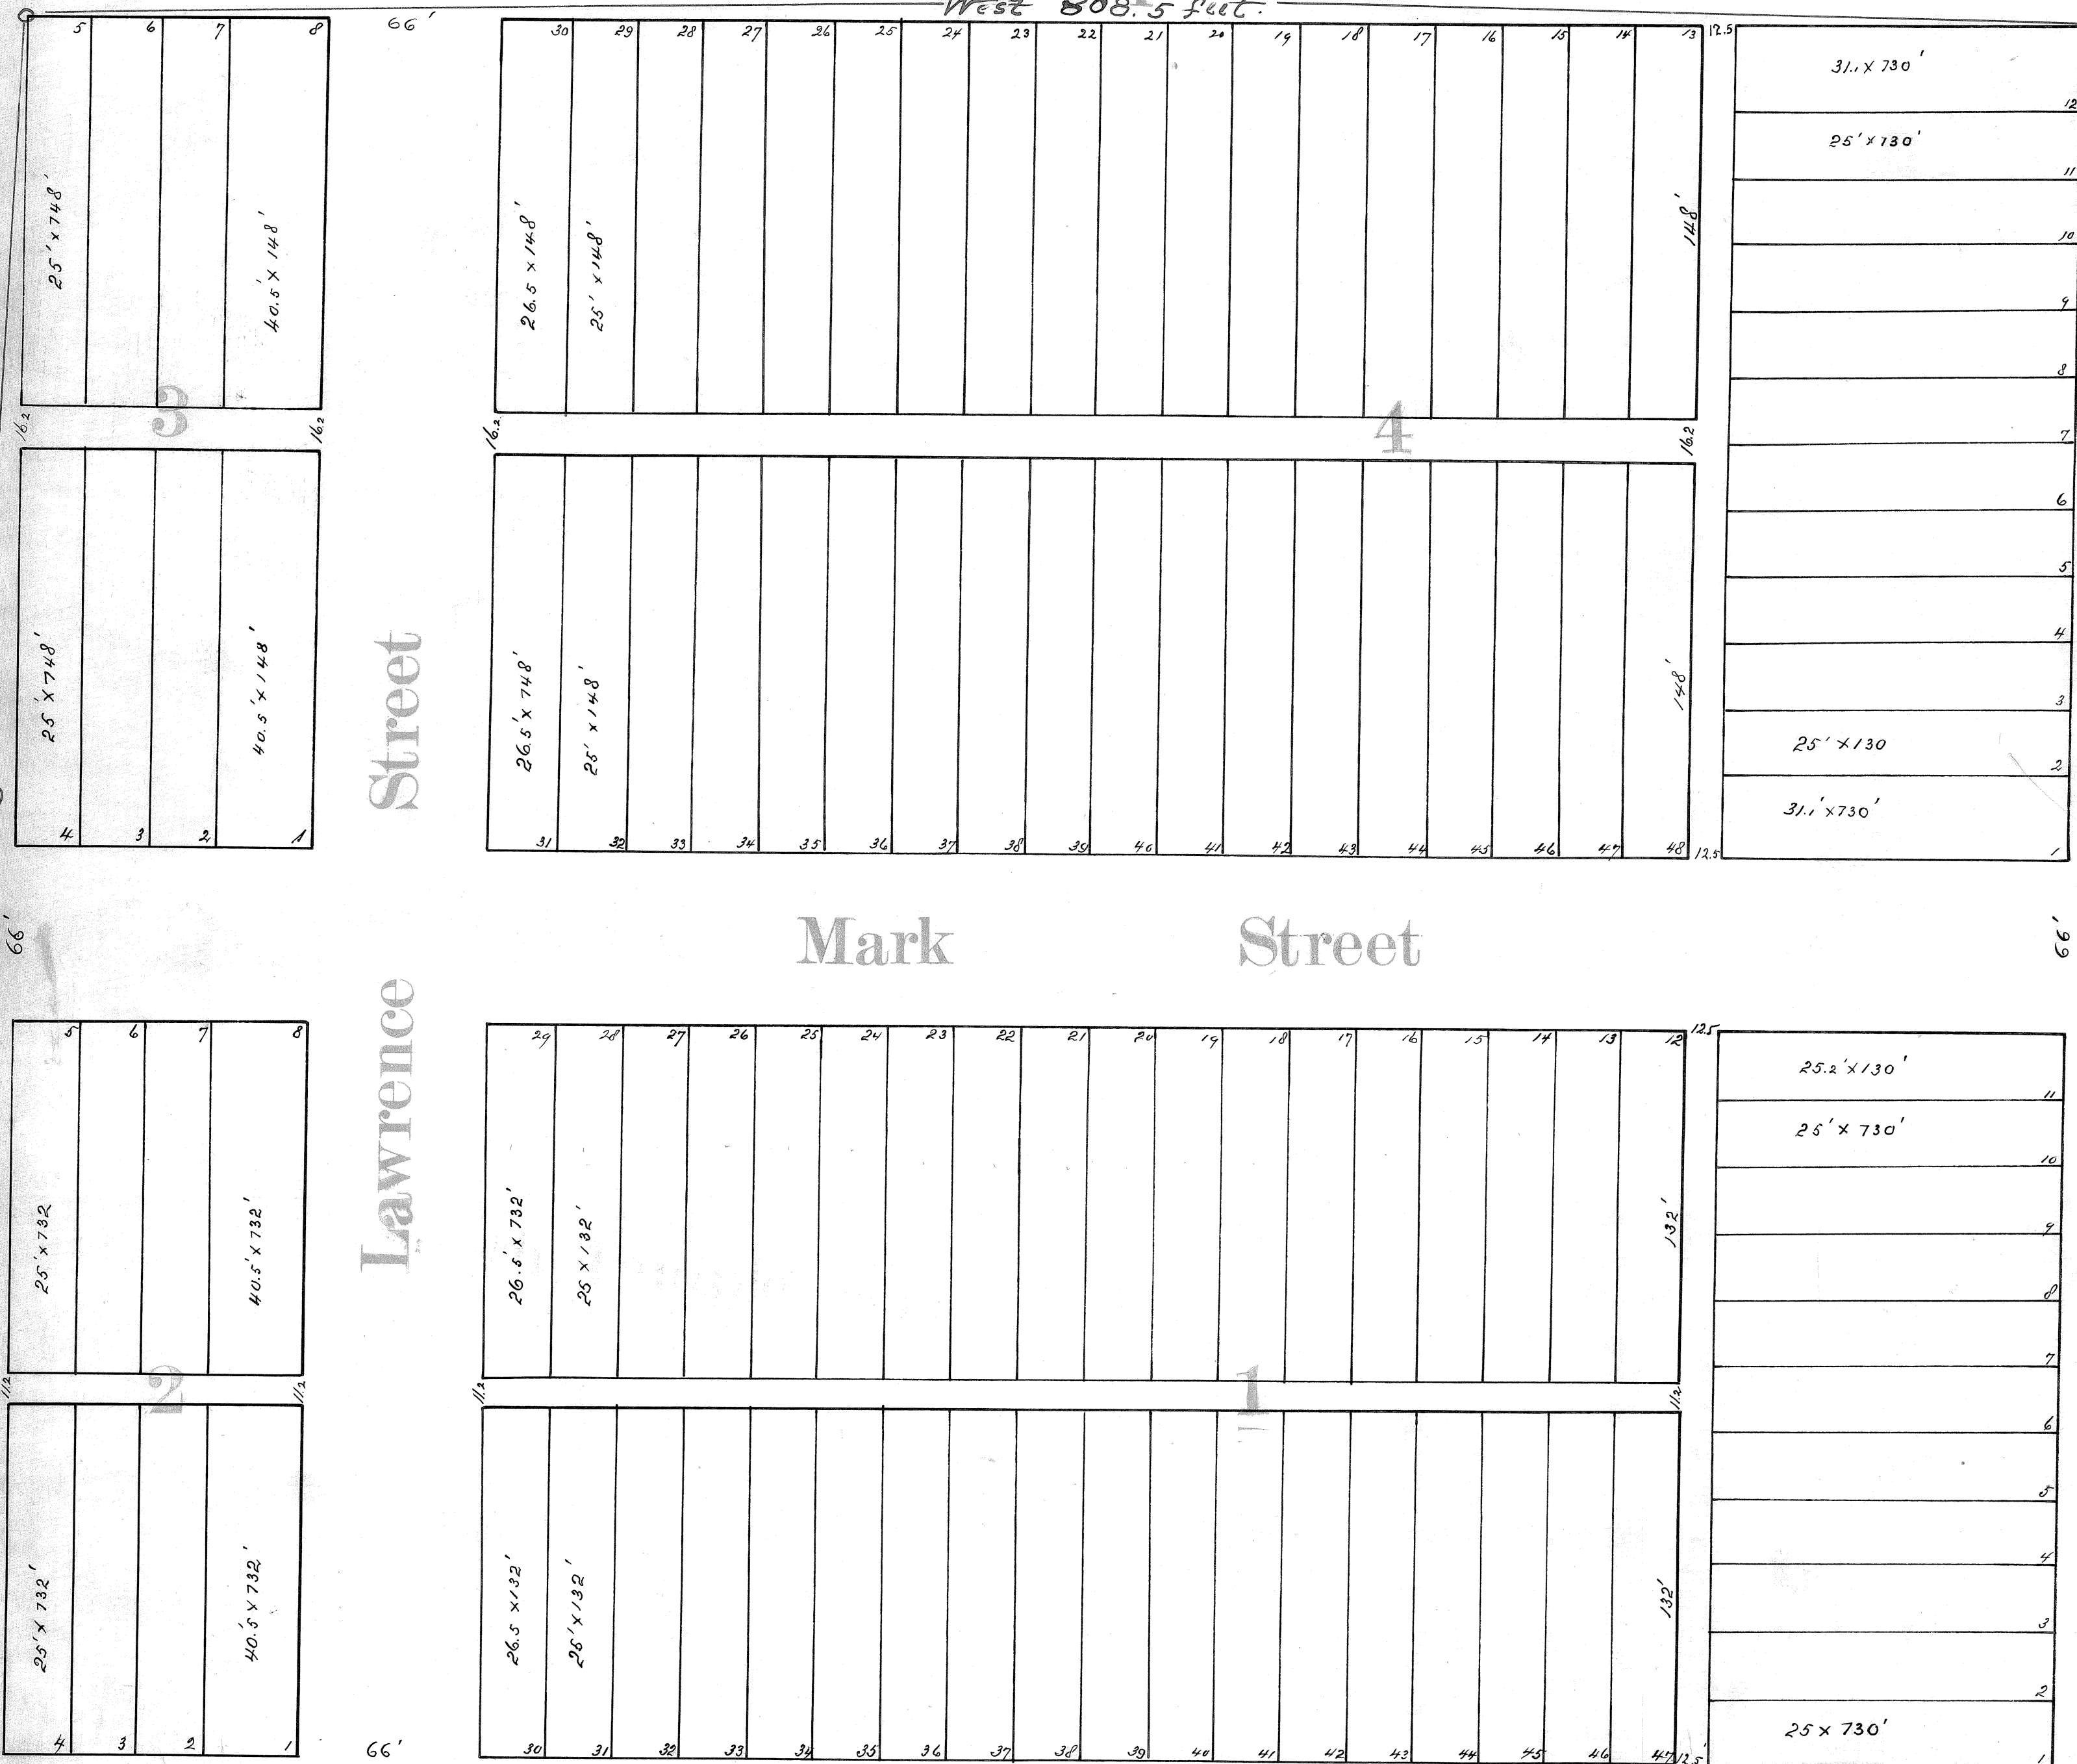 West 808.5 feet.
5 6 7 8
66'
30 29 28 27 26 25 24 23 22 21 20 19 18 17 16 15 14 13
12.5
31.1 X 730'
12
25' X 730'
11
10
9
8
7
6
5
4
3
25' X 130
2
31.1' X 730'
1
25' X 748'
40.5' X 148'
26.5 X 148'
25' X 148'
148'
16.2
3
16.2
16.2
4
16.2
25' X 748'
40.5' X 148'
26.5' X 748'
25' X 148'
148'
4 3 2 1
31 32 33 34 35 36 37 38 39 40 41 42 43 44 45 46 47 48
12.5
Lawrence Street
66'
Mark Street
66'
5 6 7 8
29 28 27 26 25 24 23 22 21 20 19 18 17 16 15 14 13 12
12.5
25.2' X 130'
11
25' X 730'
10
9
8
7
6
5
4
3
2
25 X 730'
1
25' X 732
40.5' X 732'
26.5' X 732'
25 X 132'
132'
11.2
2
11.2
11.2
1
11.2
25' X 732'
40.5' X 732'
26.5 X 132'
25' X 132'
132'
4 3 2 1
66'
30 31 32 33 34 35 36 37 38 39 40 41 42 43 44 45 46 47
12.5'